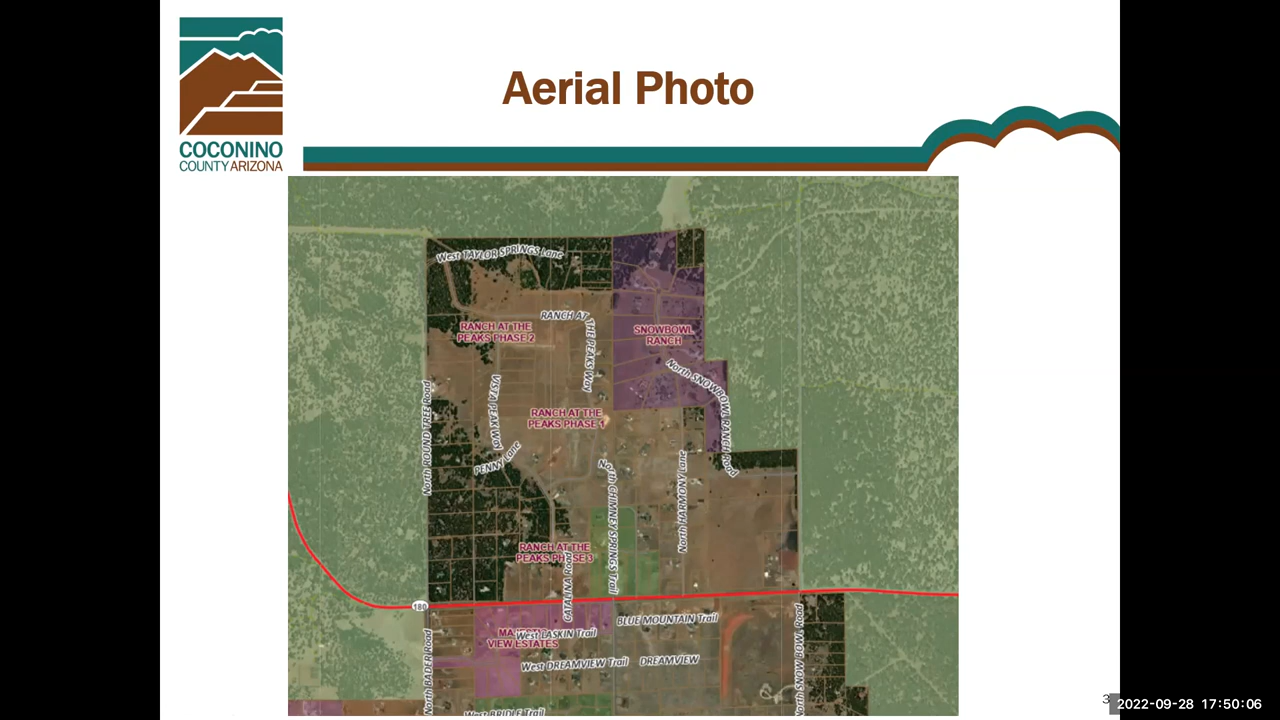 COCONINO
COUNTY ARIZONA
Aerial Photo
West TAYLOR SPRINGS Lane
RANCH AT THE PEAKS Way
RANCH AT THE
PEAKS PHASE 2
SNOWBOWL
RANCH
North SNOWBOWL RANCH Road
North ROUND TREE Road
VISTA PEAK WAY
RANCH AT THE
PEAKS PHASE 1
PENNY Lane
North CHIMNEY SPRINGS Trail
North HARMONY Lane
RANCH AT THE
PEAKS PHASE 3
CATALINA ROAD
180
BLUE MOUNTAIN Trail
West LASKIN Trail
VIEW ESTATES
West DREAMVIEW Trail
DREAMVIEW
North BADER Road
North SNOW BOWL Road
West BRIDLE Trail
3
2022-09-28 17:50:06